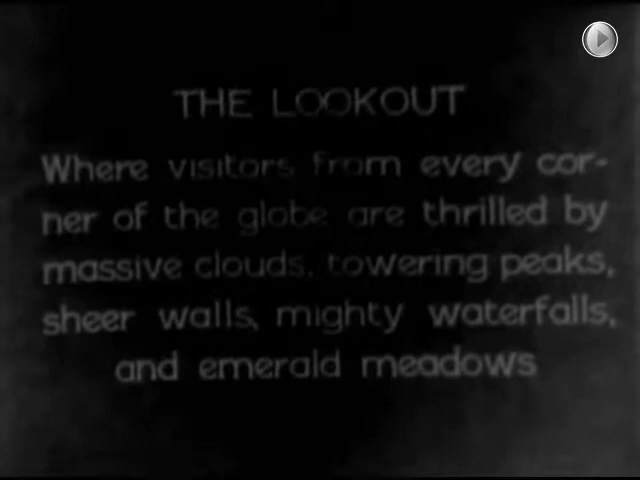 THE LOOKOUT
Where visitors from every cor-
ner of the globe are thrilled by
massive clouds, towering peaks,
sheer walls, mighty waterfalls,
and emerald meadows